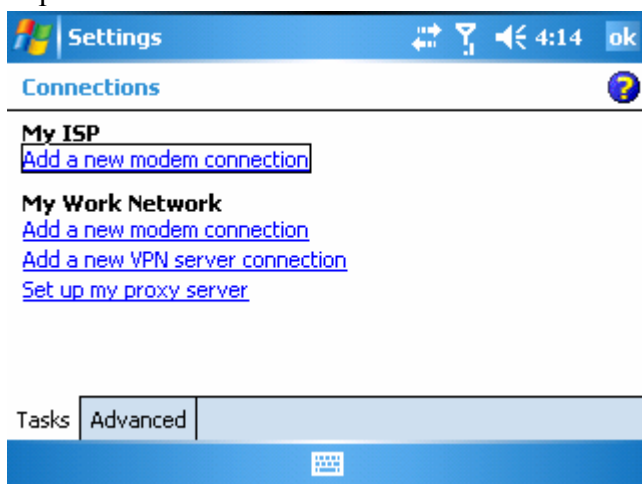 Settings 4:14 ok
Connections
My ISP
Add a new modem connection
My Work Network
Add a new modem connection
Add a new VPN server connection
Set up my proxy server
Tasks Advanced